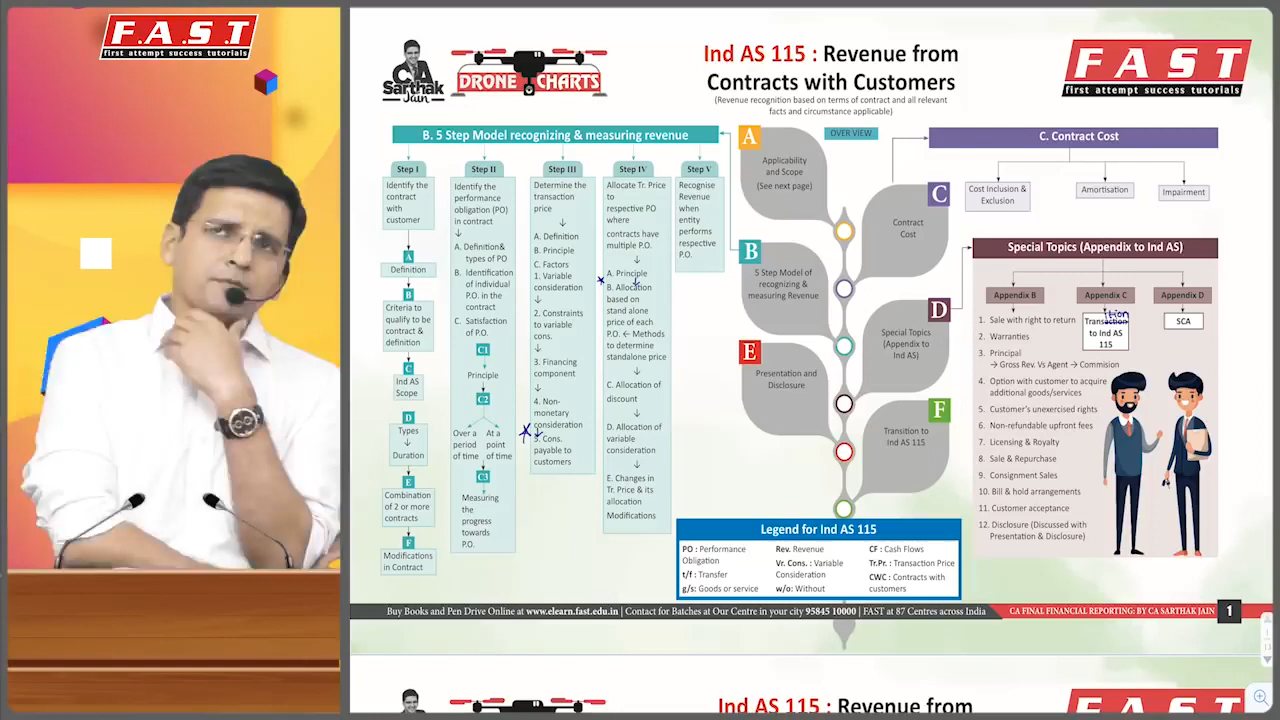 F.A.S.T
first attempt success tutorials
CA
Sarthak
Jain
DRONE CHARTS
Ind AS 115 : Revenue from
Contracts with Customers
(Revenue recognition based on terms of contract and all relevant
facts and circumstance applicable)
FAST
first attempt success tutorials
B. 5 Step Model recognizing & measuring revenue
Step I
Identify the
contract
with
customer
A
Definition
B
Criteria to
qualify to be
contract &
definition
C
Ind AS
Scope
D
Types
↓
Duration
E
Combination
of 2 or more
contracts
F
Modifications
in Contract
Step II
Identify the
performance
obligation (PO)
in contract
↓
A. Definition&
types of PO
B. Identification
of individual
P.O. in the
contract
C. Satisfaction
of P.O.
C1
Principle
C2
Over a
period
of time
At a
point
of time
C3
Measuring
the
progress
towards
P.O.
Step III
Determine the
transaction
price
↓
A. Definition
B. Principle
C. Factors
1. Variable
consideration
↓
2. Constraints
to variable
cons.
↓
3. Financing
component
↓
4. Non-
monetary
consideration
5. Cons.
payable to
customers
Step IV
Allocate Tr. Price
to
respective PO
where
contracts have
multiple P.O.
↓
A. Principle
B. Allocation
based on
stand alone
price of each
P.O. ← Methods
to determine
standalone price
↓
C. Allocation of
discount
↓
D. Allocation of
variable
consideration
↓
E. Changes in
Tr. Price & its
allocation
Modifications
Step V
Recognise
Revenue
when
entity
performs
respective
P.O.
OVER VIEW
A
Applicability
and Scope
(See next page)
B
5 Step Model of
recognizing &
measuring Revenue
C
Contract
Cost
D
Special Topics
(Appendix to
Ind AS)
E
Presentation and
Disclosure
F
Transition to
Ind AS 115
C. Contract Cost
Cost Inclusion &
Exclusion
Amortisation
Impairment
Special Topics (Appendix to Ind AS)
Appendix B
1. Sale with right to return
2. Warranties
3. Principal
→ Gross Rev. Vs Agent → Commision
4. Option with customer to acquire
additional goods/services
5. Customer's unexercised rights
6. Non-refundable upfront fees
7. Licensing & Royalty
8. Sale & Repurchase
9. Consignment Sales
10. Bill & hold arrangements
11. Customer acceptance
12. Disclosure (Discussed with
Presentation & Disclosure)
Appendix C
tion
to Ind AS
115
Appendix D
SCA
Legend for Ind AS 115
PO : Performance
Obligation
t/f : Transfer
g/s: Goods or service
Rev. Revenue
Vr. Cons. : Variable
Consideration
w/o: Without
CF : Cash Flows
Tr.Pr. : Transaction Price
CWC : Contracts with
customers
Buy Books and Pen Drive Online at www.elearn.fast.edu.in | Contact for Batches at Our Centre in your city 95845 10000 | FAST at 87 Centres across India
CA FINAL FINANCIAL REPORTING: BY CA SARTHAK JAIN
1
Ind AS 115 : Revenue from